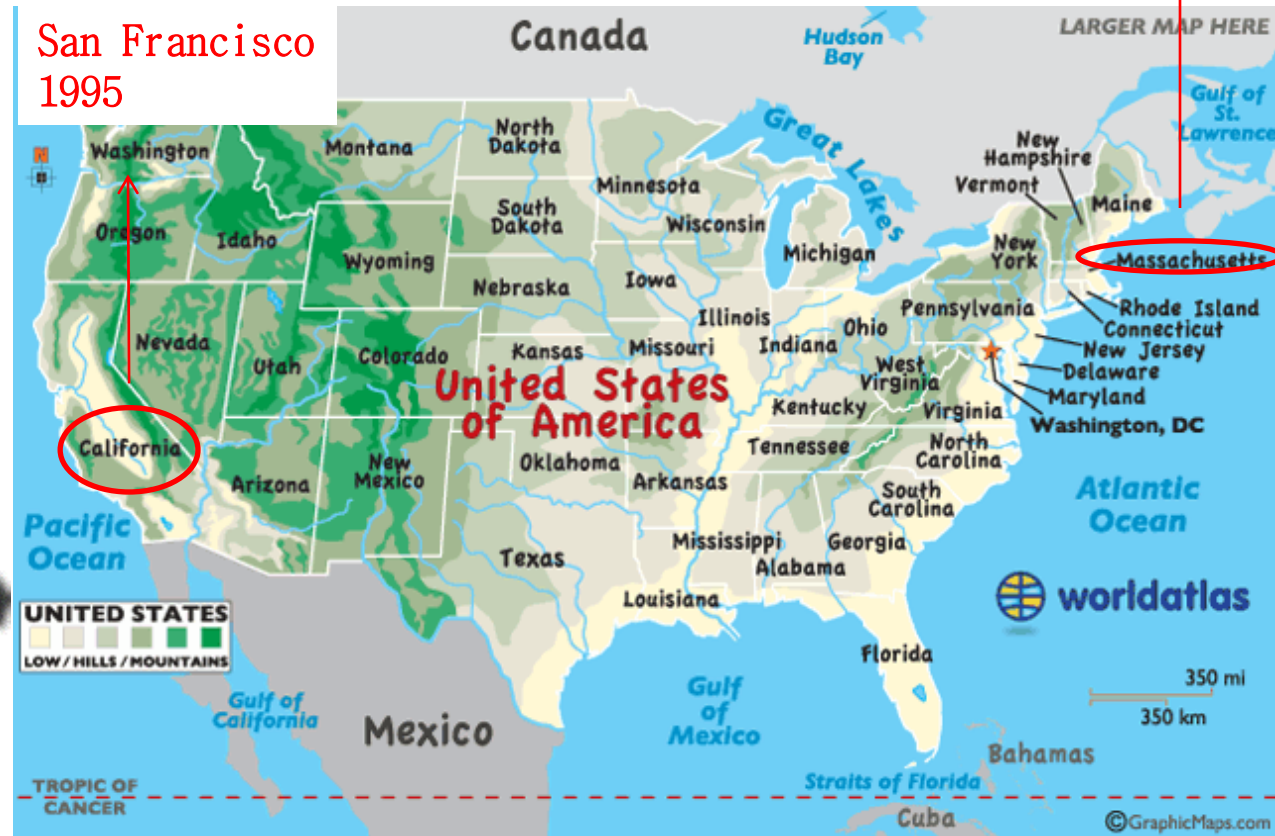 San Francisco
1995
Canada
Hudson
Bay
LARGER MAP HERE
Gulf of
St.
Lawrence
N
Washington
Montana
North
Dakota
Great Lakes
New
Hampshire
Vermont
Maine
Minnesota
Oregon
Idaho
South
Dakota
Wisconsin
Michigan
New
York
Massachusetts
Wyoming
Nebraska
Iowa
Pennsylvania
Rhode Island
Connecticut
Illinois
Indiana
Ohio
New Jersey
Nevada
Utah
Colorado
Kansas
Missouri
West
Virginia
Delaware
Maryland
United States
of America
Kentucky
Virginia
Washington, DC
California
Tennessee
North
Carolina
Arizona
New
Mexico
Oklahoma
Arkansas
South
Carolina
Atlantic
Ocean
Pacific
Ocean
Texas
Mississippi
Alabama
Georgia
worldatlas
UNITED STATES
LOW / HILLS / MOUNTAINS
Louisiana
Florida
350 mi
350 km
Gulf of
California
Mexico
Gulf
of
Mexico
Bahamas
Straits of Florida
TROPIC OF
CANCER
Cuba
©GraphicMaps.com